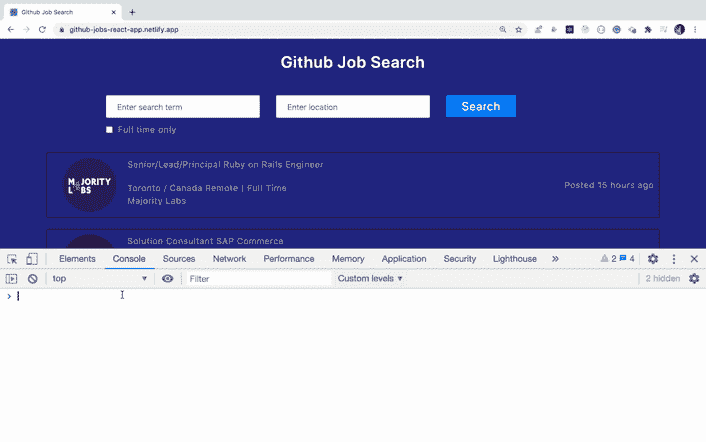 Github Job Search
github-jobs-react-app.netlify.app
Github Job Search
Enter search term
Enter location
Search
Full time only
MAJORITY LABS
Senior/Lead/Principal Ruby on Rails Engineer
Toronto / Canada Remote | Full Time
Majority Labs
Posted 15 hours ago
Solution Consultant SAP Commerce
Elements Console Sources Network Performance Memory Application Security Lighthouse » 2 4
top Filter Custom levels 2 hidden
>